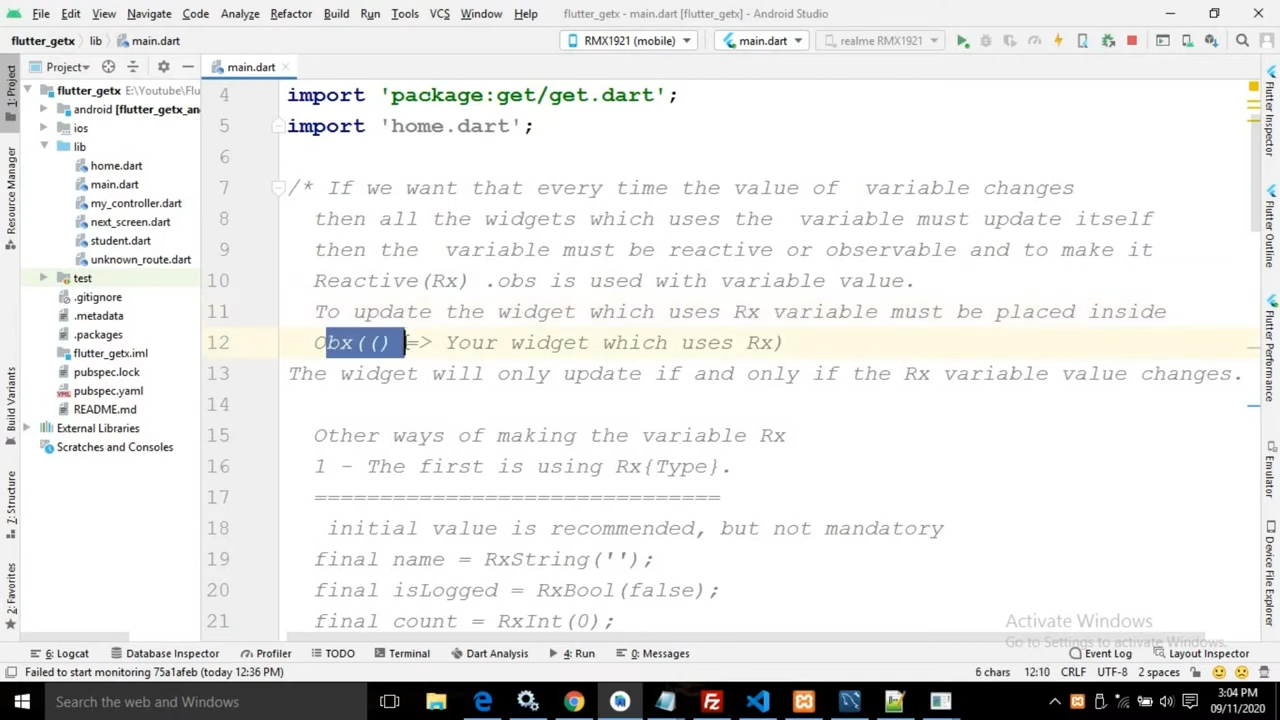 File Edit View Navigate Code Analyze Refactor Build Run Tools VCS Window Help flutter_getx - main.dart [flutter_getx] - Android Studio
flutter_getx lib main.dart RMX1921 (mobile) main.dart realme RMX1921
Project main.dart
flutter_getx E:\Youtube\Flu
android [flutter_getx_an
ios
lib
home.dart
main.dart
my_controller.dart
next_screen.dart
student.dart
unknown_route.dart
test
.gitignore
.metadata
.packages
flutter_getx.iml
pubspec.lock
pubspec.yaml
README.md
External Libraries
Scratches and Consoles
1: Project
Resource Manager
Build Variants
Z: Structure
2: Favorites
4 import 'package:get/get.dart';
5 import 'home.dart';
6
7 /* If we want that every time the value of variable changes
8 then all the widgets which uses the variable must update itself
9 then the variable must be reactive or observable and to make it
10 Reactive(Rx) .obs is used with variable value.
11 To update the widget which uses Rx variable must be placed inside
12 Obx(() => Your widget which uses Rx)
13 The widget will only update if and only if the Rx variable value changes.
14
15 Other ways of making the variable Rx
16 1 - The first is using Rx{Type}.
17 ===============================
18 initial value is recommended, but not mandatory
19 final name = RxString('');
20 final isLogged = RxBool(false);
21 final count = RxInt(0);
Flutter Inspector
Flutter Outline
Flutter Performance
Emulator
Device File Explorer
Activate Windows
Go to Settings to activate Windows.
6: Logcat Database Inspector Profiler TODO Terminal Dart Analysis 4: Run 0: Messages Event Log Layout Inspector
Failed to start monitoring 75a1afeb (today 12:36 PM) 6 chars 12:10 CRLF UTF-8 2 spaces
Search the web and Windows
3:04 PM
09/11/2020